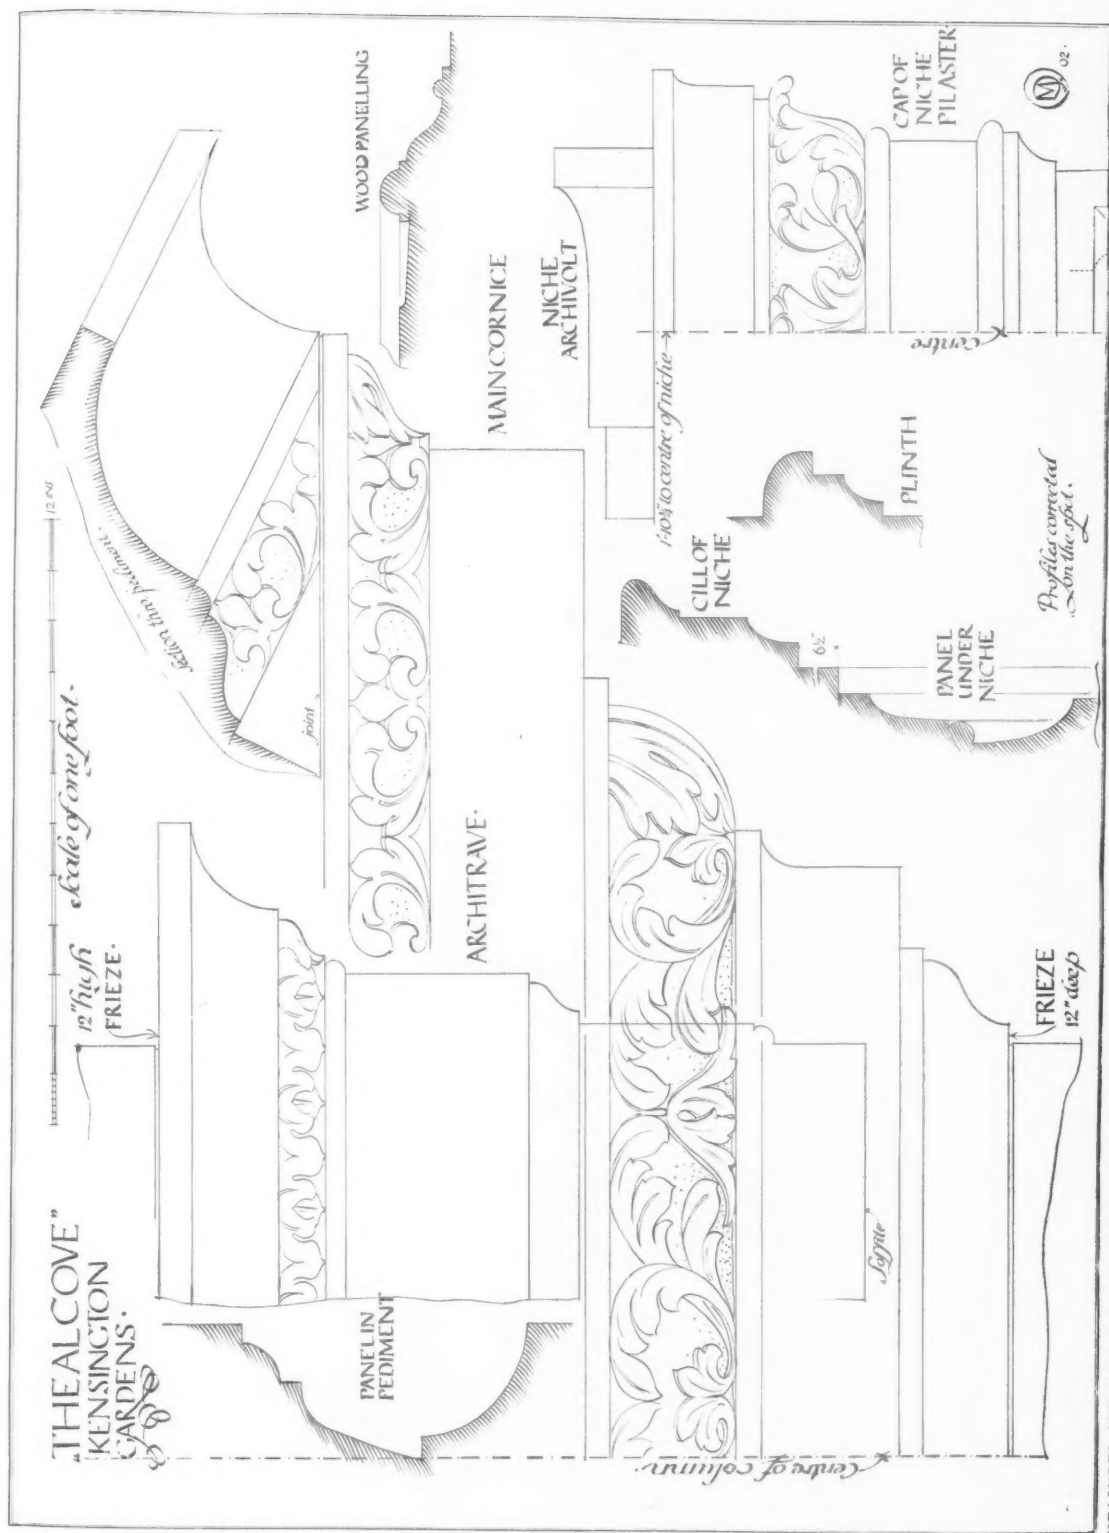 "THE ALCOVE"
KENSINGTON
GARDENS.
12" high
FRIEZE.
Scale of one foot.
12 INS
Section thro pediment.
joint
WOOD PANELLING
PANEL IN
PEDIMENT
ARCHITRAVE.
MAIN CORNICE
NICHE
ARCHIVOLT
CAP OF
NICHE
PILASTER.
1'·10¼" to centre of niche
Centre
CILL OF
NICHE
PLINTH
6½"
PANEL
UNDER
NICHE
Profiles corrected
on the spot.
Centre of column.
Soffite
FRIEZE
12" deep
02.